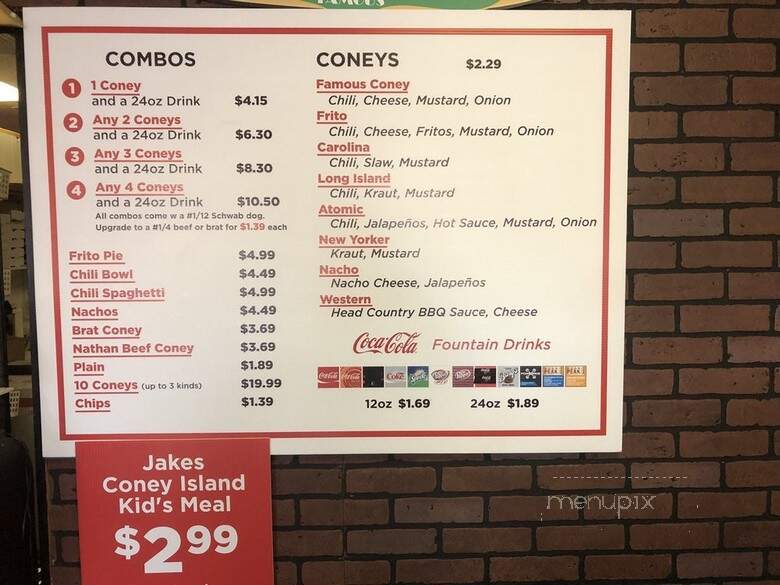 FAMOUS
COMBOS
1 1 Coney
and a 24oz Drink $4.15
2 Any 2 Coneys
and a 24oz Drink $6.30
3 Any 3 Coneys
and a 24oz Drink $8.30
4 Any 4 Coneys
and a 24oz Drink $10.50
All combos come w a #1/12 Schwab dog.
Upgrade to a #1/4 beef or brat for $1.39 each
Frito Pie $4.99
Chili Bowl $4.49
Chili Spaghetti $4.99
Nachos $4.49
Brat Coney $3.69
Nathan Beef Coney $3.69
Plain $1.89
10 Coneys (up to 3 kinds) $19.99
Chips $1.39
CONEYS $2.29
Famous Coney
Chili, Cheese, Mustard, Onion
Frito
Chili, Cheese, Fritos, Mustard, Onion
Carolina
Chili, Slaw, Mustard
Long Island
Chili, Kraut, Mustard
Atomic
Chili, Jalapeños, Hot Sauce, Mustard, Onion
New Yorker
Kraut, Mustard
Nacho
Nacho Cheese, Jalapeños
Western
Head Country BBQ Sauce, Cheese
Coca-Cola Fountain Drinks
12oz $1.69 24oz $1.89
Jakes
Coney Island
Kid's Meal
$2.99
menupix